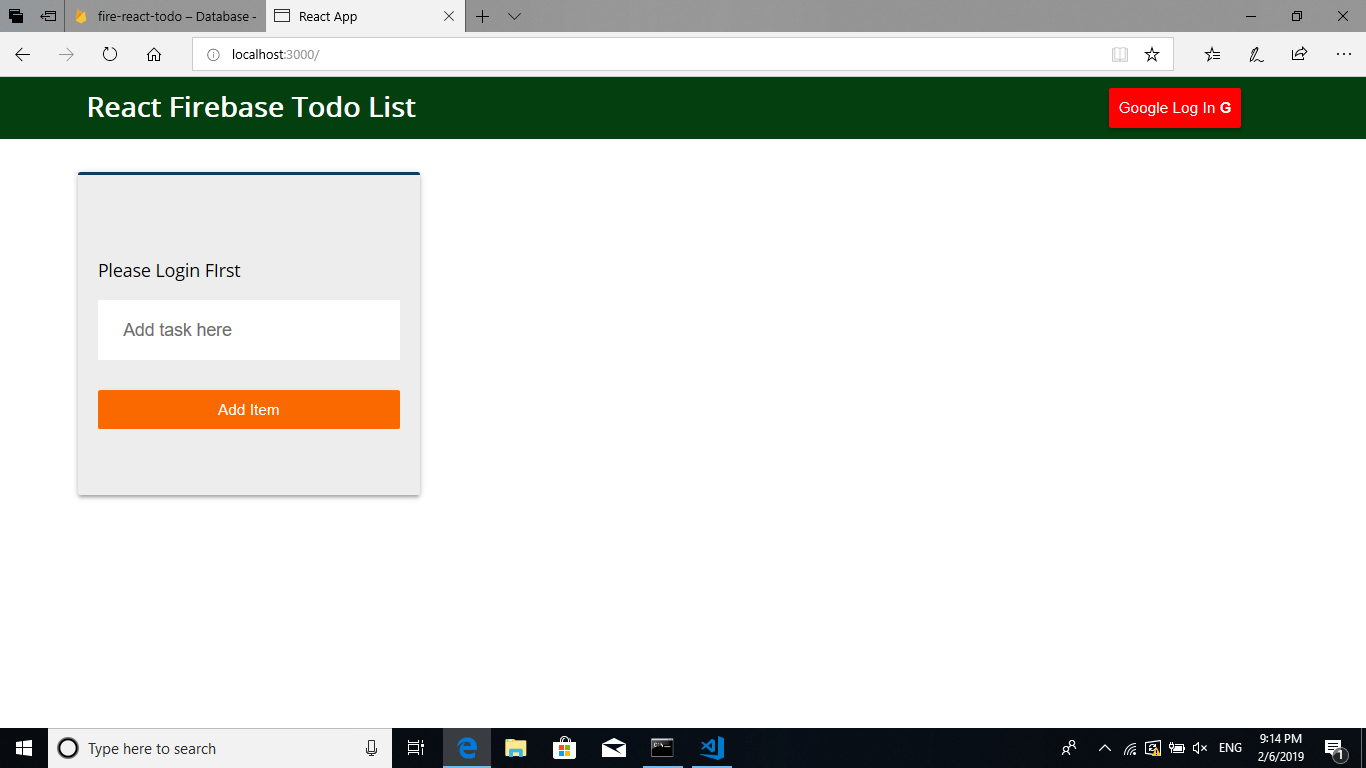 fire-react-todo – Database -
React App
localhost:3000/
React Firebase Todo List
Google Log In G
Please Login FIrst
Add task here
Add Item
Type here to search
ENG
9:14 PM
2/6/2019
1